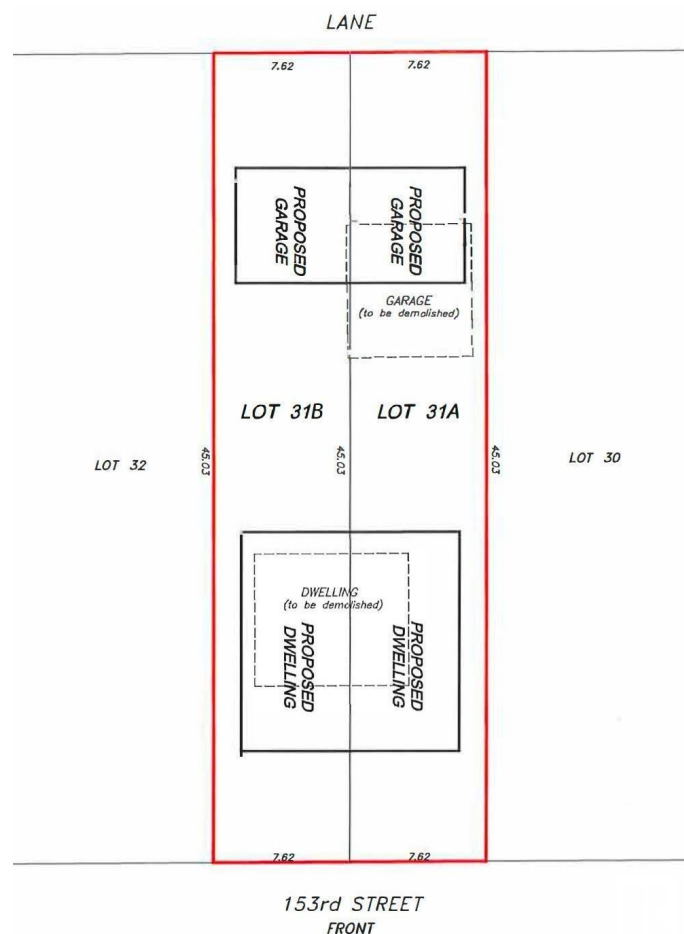 LANE
7.62
7.62
PROPOSED
GARAGE
PROPOSED
GARAGE
GARAGE
(to be demolished)
LOT 31B
LOT 31A
LOT 32
45.03
45.03
45.03
LOT 30
DWELLING
(to be demolished)
PROPOSED
DWELLING
PROPOSED
DWELLING
7.62
7.62
153rd STREET
FRONT